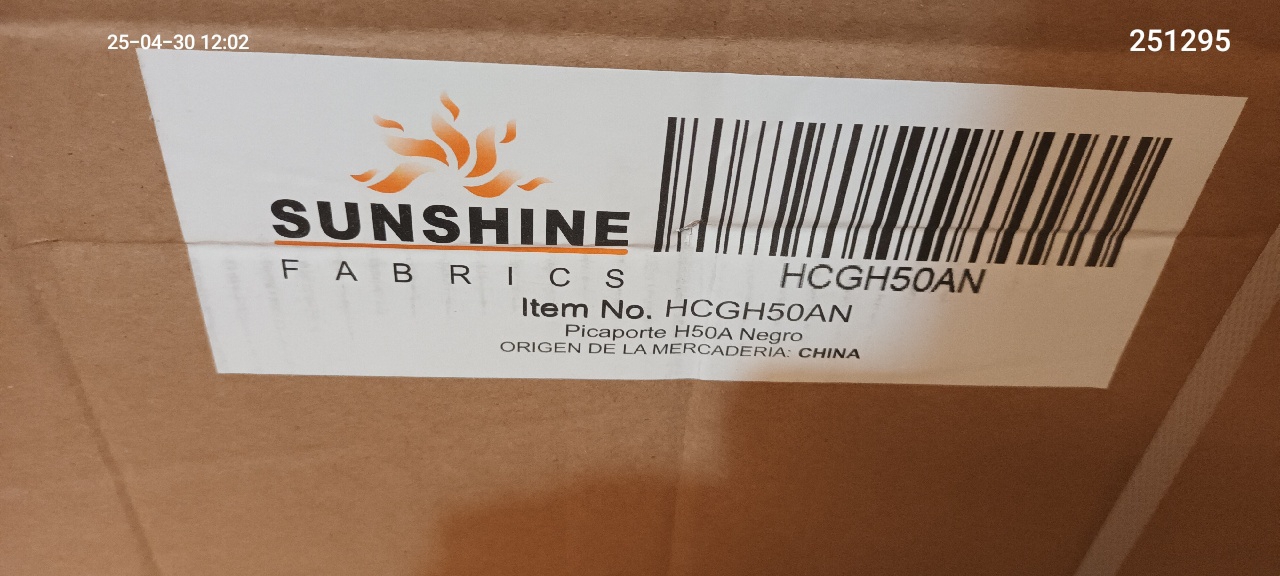 25-04-30 12:02
251295
SUNSHINE
FABRICS
HCGH50AN
Item No. HCGH50AN
Picaporte H50A Negro
ORIGEN DE LA MERCADERIA: CHINA